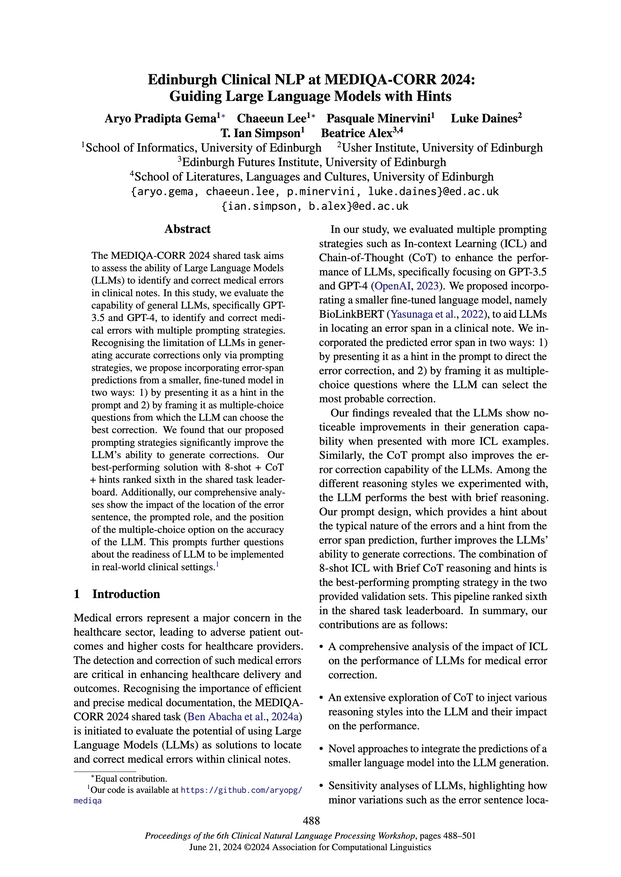 Edinburgh Clinical NLP at MEDIQA-CORR 2024:
Guiding Large Language Models with Hints
Aryo Pradipta Gema1* Chaeeun Lee1* Pasquale Minervini1 Luke Daines2
T. Ian Simpson1 Beatrice Alex3,4
1School of Informatics, University of Edinburgh 2Usher Institute, University of Edinburgh
3Edinburgh Futures Institute, University of Edinburgh
4School of Literatures, Languages and Cultures, University of Edinburgh
{aryo.gema, chaeeun.lee, p.minervini, luke.daines}@ed.ac.uk
{ian.simpson, b.alex}@ed.ac.uk
Abstract
The MEDIQA-CORR 2024 shared task aims
to assess the ability of Large Language Models
(LLMs) to identify and correct medical errors
in clinical notes. In this study, we evaluate the
capability of general LLMs, specifically GPT-
3.5 and GPT-4, to identify and correct medi-
cal errors with multiple prompting strategies.
Recognising the limitation of LLMs in gener-
ating accurate corrections only via prompting
strategies, we propose incorporating error-span
predictions from a smaller, fine-tuned model in
two ways: 1) by presenting it as a hint in the
prompt and 2) by framing it as multiple-choice
questions from which the LLM can choose the
best correction. We found that our proposed
prompting strategies significantly improve the
LLM's ability to generate corrections. Our
best-performing solution with 8-shot + CoT
+ hints ranked sixth in the shared task leader-
board. Additionally, our comprehensive analy-
ses show the impact of the location of the error
sentence, the prompted role, and the position
of the multiple-choice option on the accuracy
of the LLM. This prompts further questions
about the readiness of LLM to be implemented
in real-world clinical settings.1
1 Introduction
Medical errors represent a major concern in the
healthcare sector, leading to adverse patient out-
comes and higher costs for healthcare providers.
The detection and correction of such medical errors
are critical in enhancing healthcare delivery and
outcomes. Recognising the importance of efficient
and precise medical documentation, the MEDIQA-
CORR 2024 shared task (Ben Abacha et al., 2024a)
is initiated to evaluate the potential of using Large
Language Models (LLMs) as solutions to locate
and correct medical errors within clinical notes.
*Equal contribution.
1Our code is available at https://github.com/aryopg/
mediqa
In our study, we evaluated multiple prompting
strategies such as In-context Learning (ICL) and
Chain-of-Thought (CoT) to enhance the perfor-
mance of LLMs, specifically focusing on GPT-3.5
and GPT-4 (OpenAI, 2023). We proposed incorpo-
rating a smaller fine-tuned language model, namely
BioLinkBERT (Yasunaga et al., 2022), to aid LLMs
in locating an error span in a clinical note. We in-
corporated the predicted error span in two ways: 1)
by presenting it as a hint in the prompt to direct the
error correction, and 2) by framing it as multiple-
choice questions where the LLM can select the
most probable correction.
Our findings revealed that the LLMs show no-
ticeable improvements in their generation capa-
bility when presented with more ICL examples.
Similarly, the CoT prompt also improves the er-
ror correction capability of the LLMs. Among the
different reasoning styles we experimented with,
the LLM performs the best with brief reasoning.
Our prompt design, which provides a hint about
the typical nature of the errors and a hint from the
error span prediction, further improves the LLMs'
ability to generate corrections. The combination of
8-shot ICL with Brief CoT reasoning and hints is
the best-performing prompting strategy in the two
provided validation sets. This pipeline ranked sixth
in the shared task leaderboard. In summary, our
contributions are as follows:
• A comprehensive analysis of the impact of ICL
on the performance of LLMs for medical error
correction.
• An extensive exploration of CoT to inject various
reasoning styles into the LLM and their impact
on the performance.
• Novel approaches to integrate the predictions of a
smaller language model into the LLM generation.
• Sensitivity analyses of LLMs, highlighting how
minor variations such as the error sentence loca-
488
Proceedings of the 6th Clinical Natural Language Processing Workshop, pages 488–501
June 21, 2024 ©2024 Association for Computational Linguistics